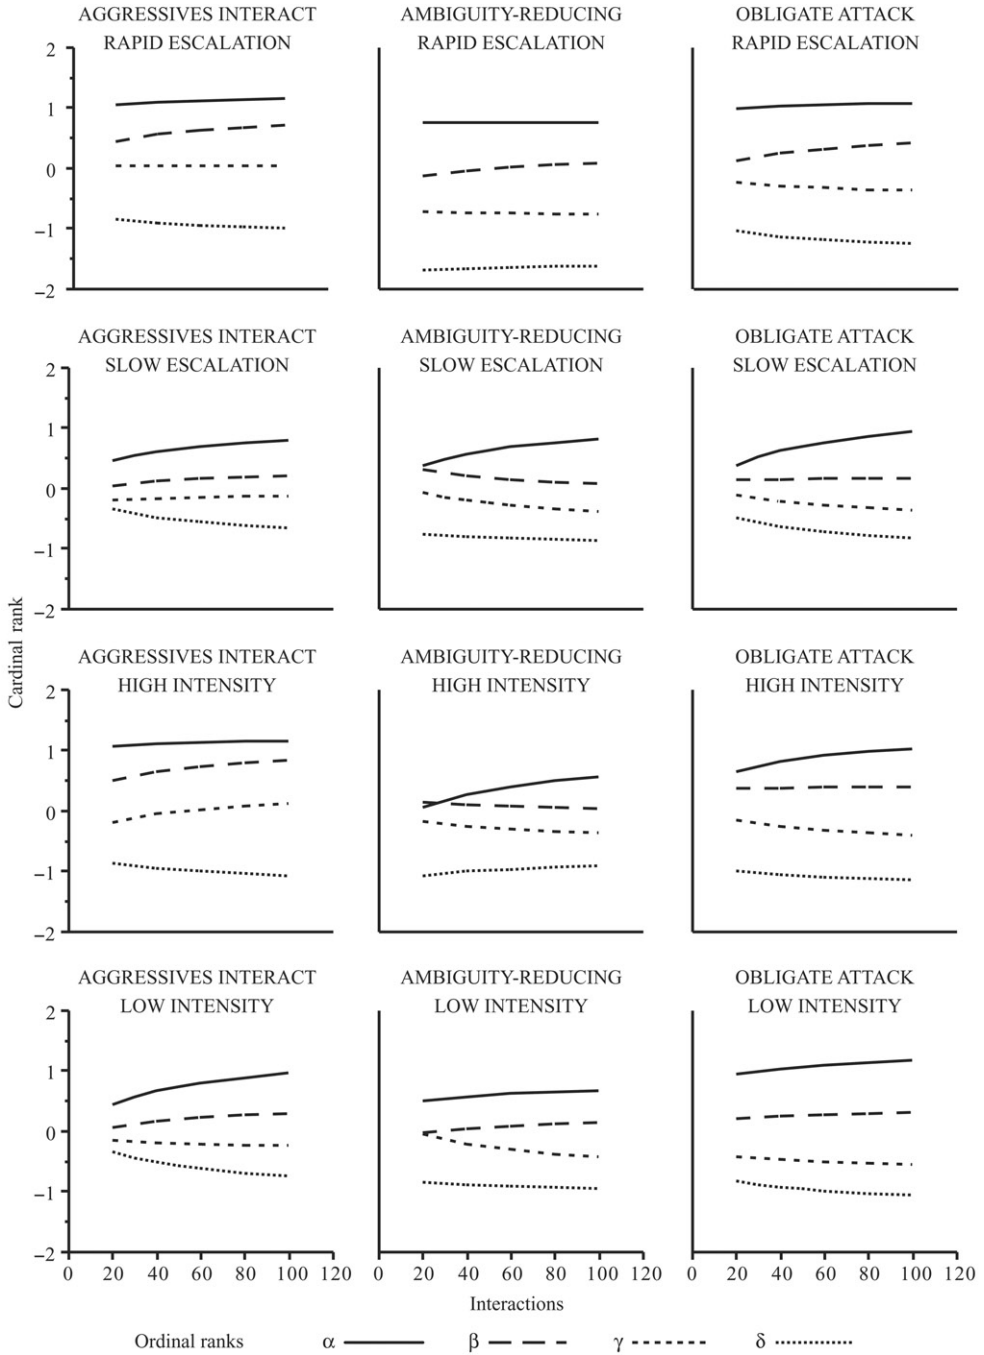 AGGRESSIVES INTERACT
RAPID ESCALATION
AMBIGUITY-REDUCING
RAPID ESCALATION
OBLIGATE ATTACK
RAPID ESCALATION
2
1
0
−1
−2
AGGRESSIVES INTERACT
SLOW ESCALATION
AMBIGUITY-REDUCING
SLOW ESCALATION
OBLIGATE ATTACK
SLOW ESCALATION
2
1
0
−1
−2
Cardinal rank
AGGRESSIVES INTERACT
HIGH INTENSITY
AMBIGUITY-REDUCING
HIGH INTENSITY
OBLIGATE ATTACK
HIGH INTENSITY
2
1
0
−1
−2
AGGRESSIVES INTERACT
LOW INTENSITY
AMBIGUITY-REDUCING
LOW INTENSITY
OBLIGATE ATTACK
LOW INTENSITY
2
1
0
−1
−2
0 20 40 60 80 100 120
0 20 40 60 80 100 120
0 20 40 60 80 100 120
Interactions
Ordinal ranks α β γ δ